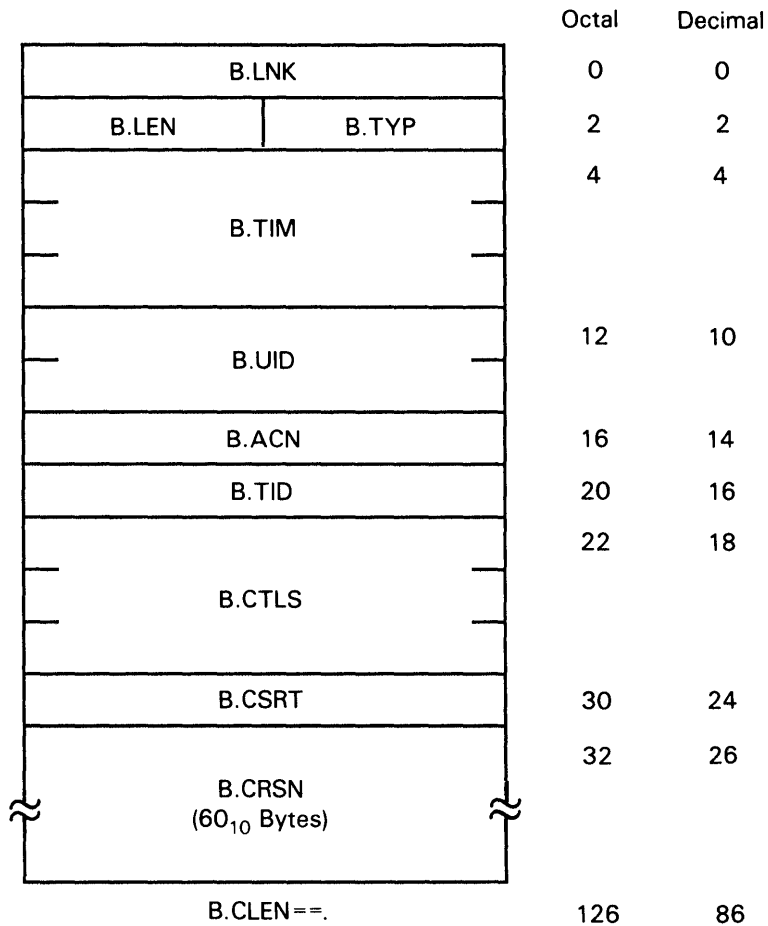 Octal Decimal
B.LNK 0 0
B.LEN B.TYP 2 2
4 4
B.TIM
12 10
B.UID
B.ACN 16 14
B.TID 20 16
22 18
B.CTLS
B.CSRT 30 24
32 26
B.CRSN
(60₁₀ Bytes)
B.CLEN==. 126 86